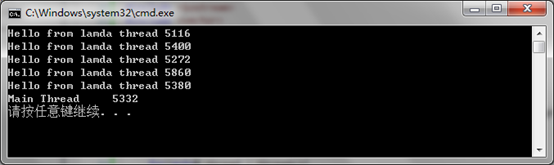 C:\Windows\system32\cmd.exe
Hello from lamda thread 5116
Hello from lamda thread 5400
Hello from lamda thread 5272
Hello from lamda thread 5860
Hello from lamda thread 5380
Main Thread 5332
请按任意键继续. . .